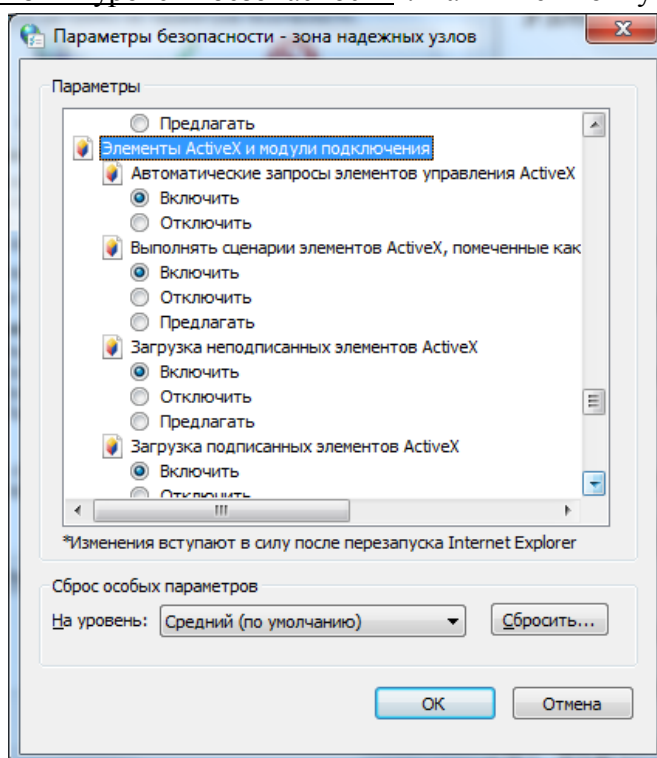 Параметры безопасности - зона надежных узлов
Параметры
Предлагать
Элементы ActiveX и модули подключения
Автоматические запросы элементов управления ActiveX
Включить
Отключить
Выполнять сценарии элементов ActiveX, помеченные как
Включить
Отключить
Предлагать
Загрузка неподписанных элементов ActiveX
Включить
Отключить
Предлагать
Загрузка подписанных элементов ActiveX
Включить
Отключить
*Изменения вступают в силу после перезапуска Internet Explorer
Сброс особых параметров
На уровень: Средний (по умолчанию) Сбросить...
ОК Отмена